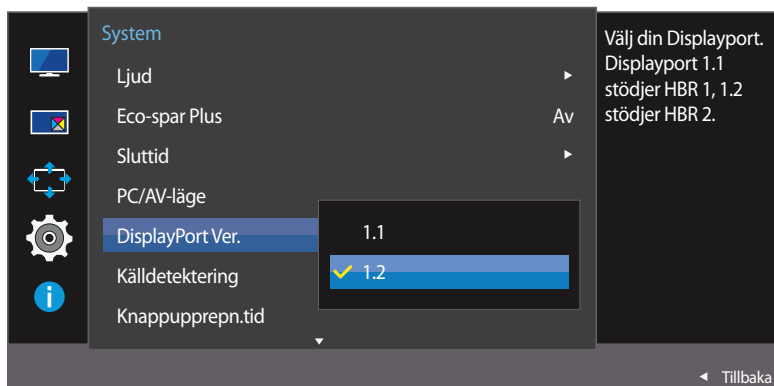 System
Ljud
Eco-spar Plus Av
Sluttid
PC/AV-läge
DisplayPort Ver.
1.1
1.2
Källdetektering
Knappupprepn.tid
Välj din Displayport.
Displayport 1.1
stödjer HBR 1, 1.2
stödjer HBR 2.
Tillbaka